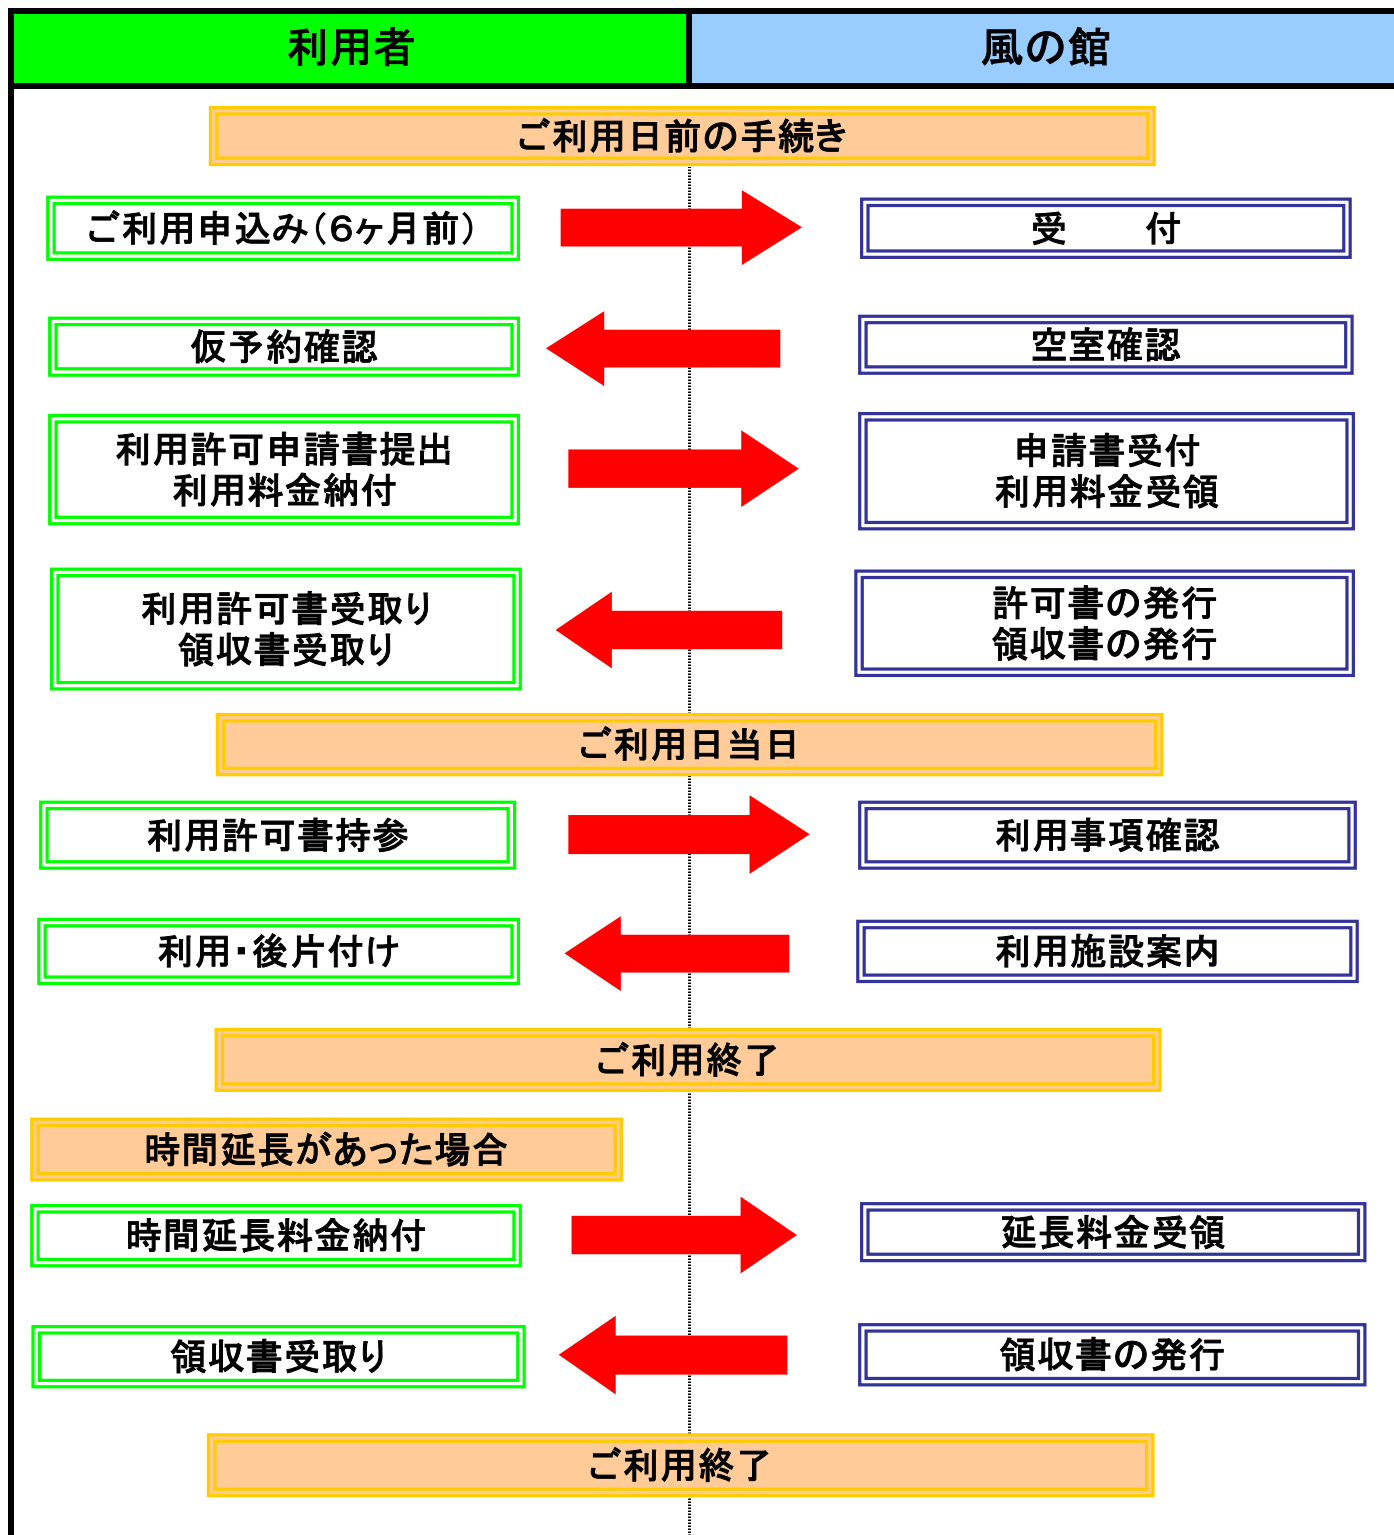 利用者
風の館
ご利用日前の手続き
ご利用申込み（６ヶ月前）
受　　付
仮予約確認
空室確認
利用許可申請書提出
利用料金納付
申請書受付
利用料金受領
利用許可書受取り
領収書受取り
許可書の発行
領収書の発行
ご利用日当日
利用許可書持参
利用事項確認
利用・後片付け
利用施設案内
ご利用終了
時間延長があった場合
時間延長料金納付
延長料金受領
領収書受取り
領収書の発行
ご利用終了